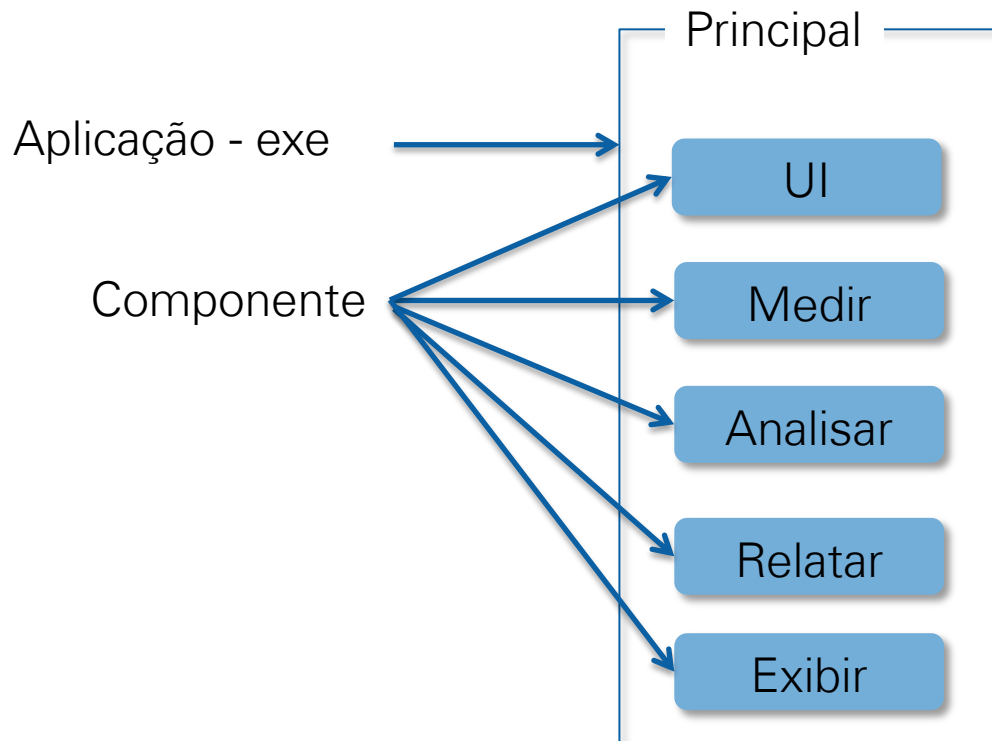 Principal
Aplicação - exe
UI
Componente
Medir
Analisar
Relatar
Exibir